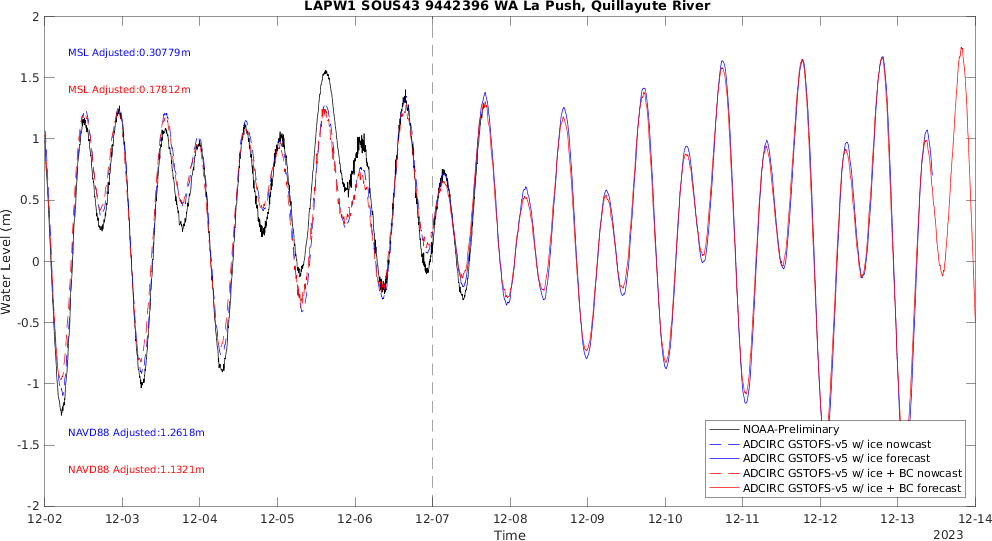 LAPW1 SOUS43 9442396 WA La Push, Quillayute River
2
1.5
1
0.5
0
-0.5
-1
-1.5
-2
Water Level (m)
MSL Adjusted:0.30779m
MSL Adjusted:0.17812m
NAVD88 Adjusted:1.2618m
NAVD88 Adjusted:1.1321m
NOAA-Preliminary
ADCIRC GSTOFS-v5 w/ ice nowcast
ADCIRC GSTOFS-v5 w/ ice forecast
ADCIRC GSTOFS-v5 w/ ice + BC nowcast
ADCIRC GSTOFS-v5 w/ ice + BC forecast
12-02 12-03 12-04 12-05 12-06 12-07 12-08 12-09 12-10 12-11 12-12 12-13 12-14
Time
2023